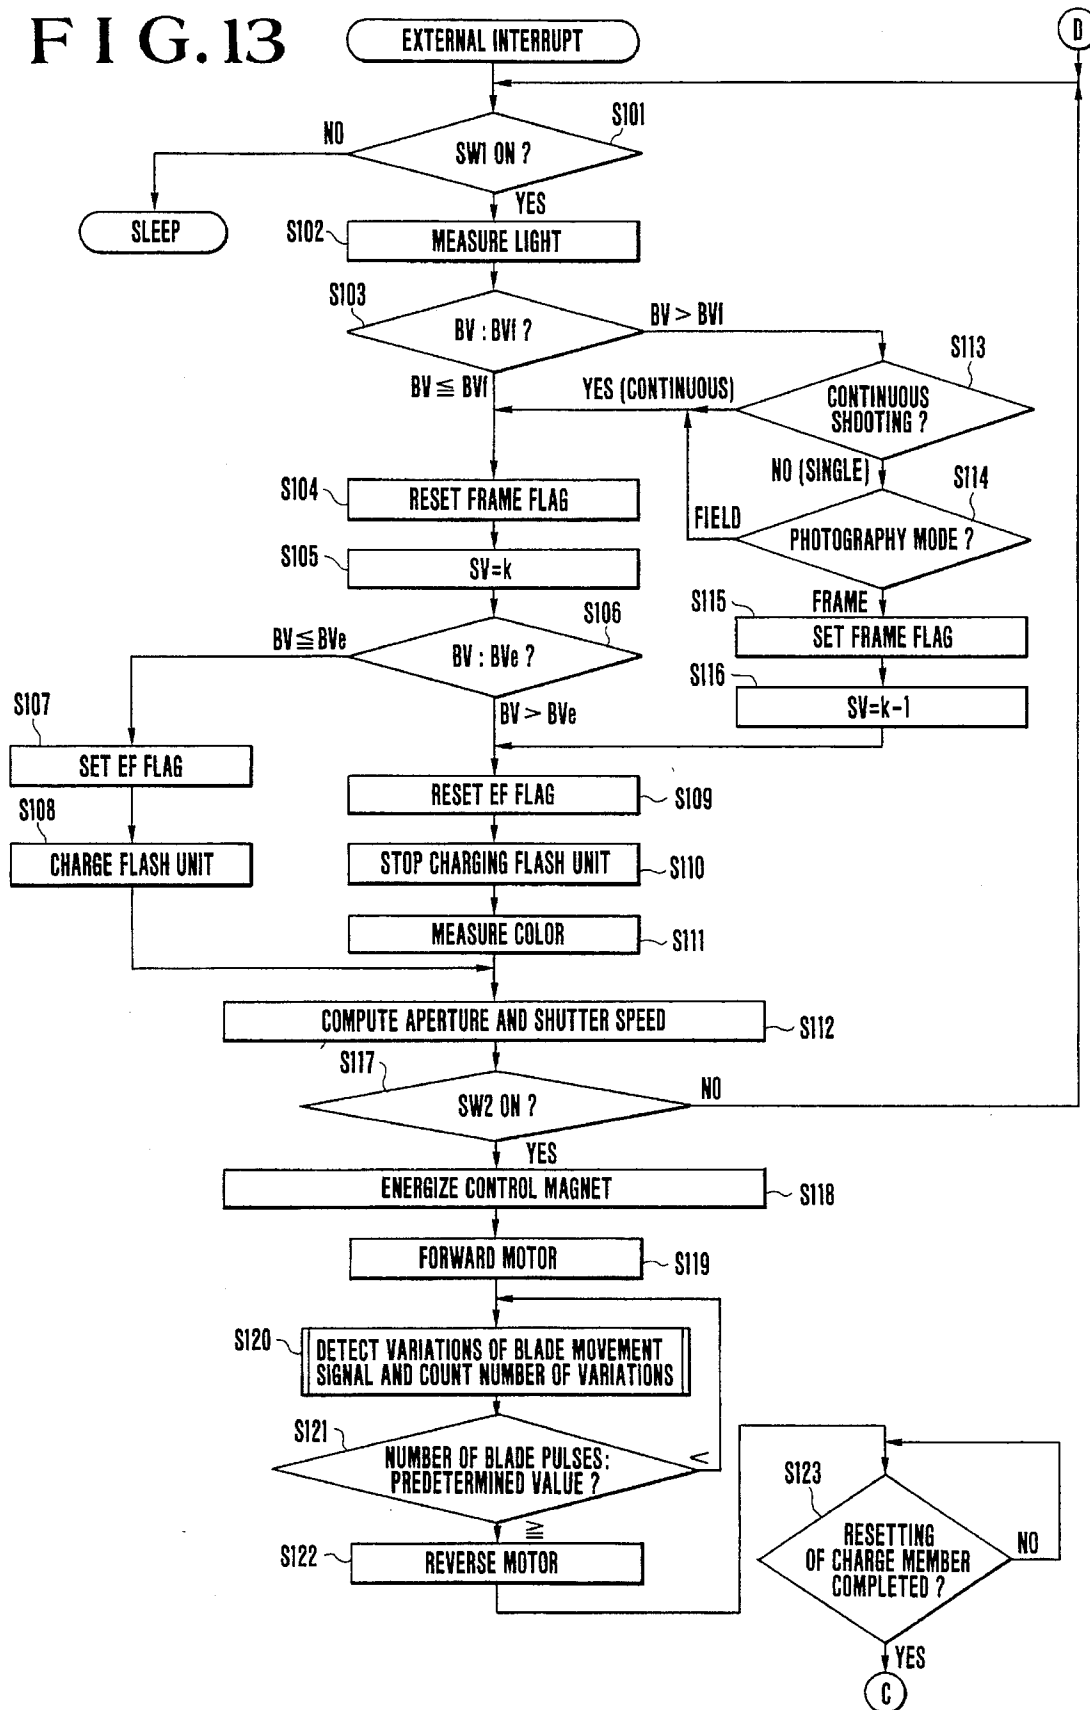 FIG.13
EXTERNAL INTERRUPT
D
S101
NO
SW1 ON ?
YES
SLEEP
S102
MEASURE LIGHT
S103
BV : BVf ?
BV > BVf
BV ≦ BVf
S113
YES (CONTINUOUS)
CONTINUOUS
SHOOTING ?
NO (SINGLE)
S104
RESET FRAME FLAG
S114
FIELD
PHOTOGRAPHY MODE ?
S105
SV=k
FRAME
S115
SET FRAME FLAG
S106
BV ≦ BVe
BV : BVe ?
S116
SV=k-1
BV > BVe
S107
SET EF FLAG
RESET EF FLAG
S109
S108
CHARGE FLASH UNIT
STOP CHARGING FLASH UNIT
S110
MEASURE COLOR
S111
COMPUTE APERTURE AND SHUTTER SPEED
S112
S117
SW2 ON ?
NO
YES
ENERGIZE CONTROL MAGNET
S118
FORWARD MOTOR
S119
S120
DETECT VARIATIONS OF BLADE MOVEMENT
SIGNAL AND COUNT NUMBER OF VARIATIONS
S121
NUMBER OF BLADE PULSES:
PREDETERMINED VALUE ?
<
≧
S122
REVERSE MOTOR
S123
RESETTING
OF CHARGE MEMBER
COMPLETED ?
NO
YES
C